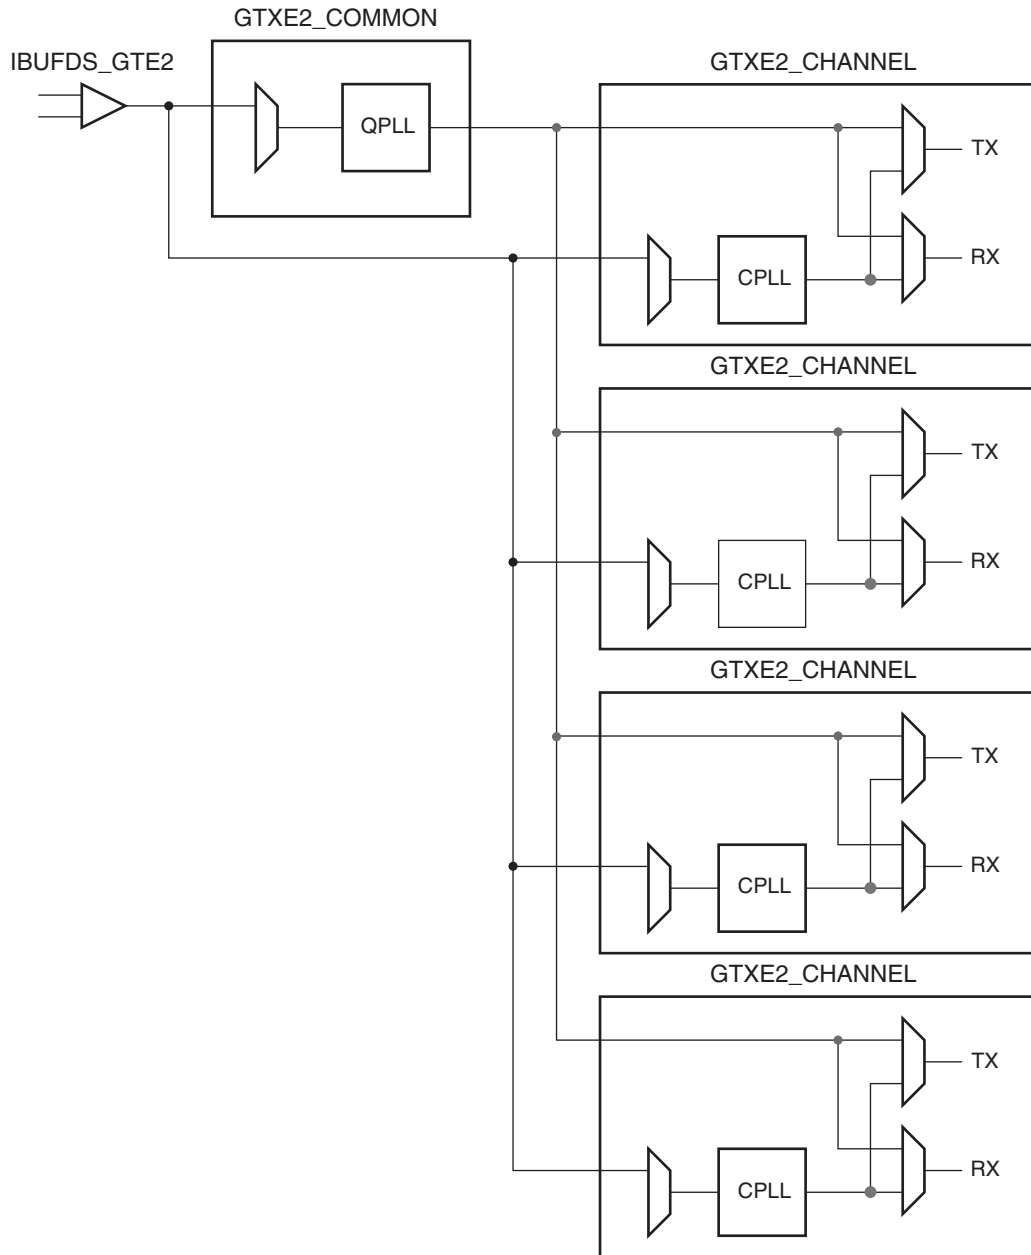 GTXE2_COMMON
IBUFDS_GTE2
QPLL
GTXE2_CHANNEL
TX
RX
CPLL
GTXE2_CHANNEL
TX
RX
CPLL
GTXE2_CHANNEL
TX
RX
CPLL
GTXE2_CHANNEL
TX
RX
CPLL